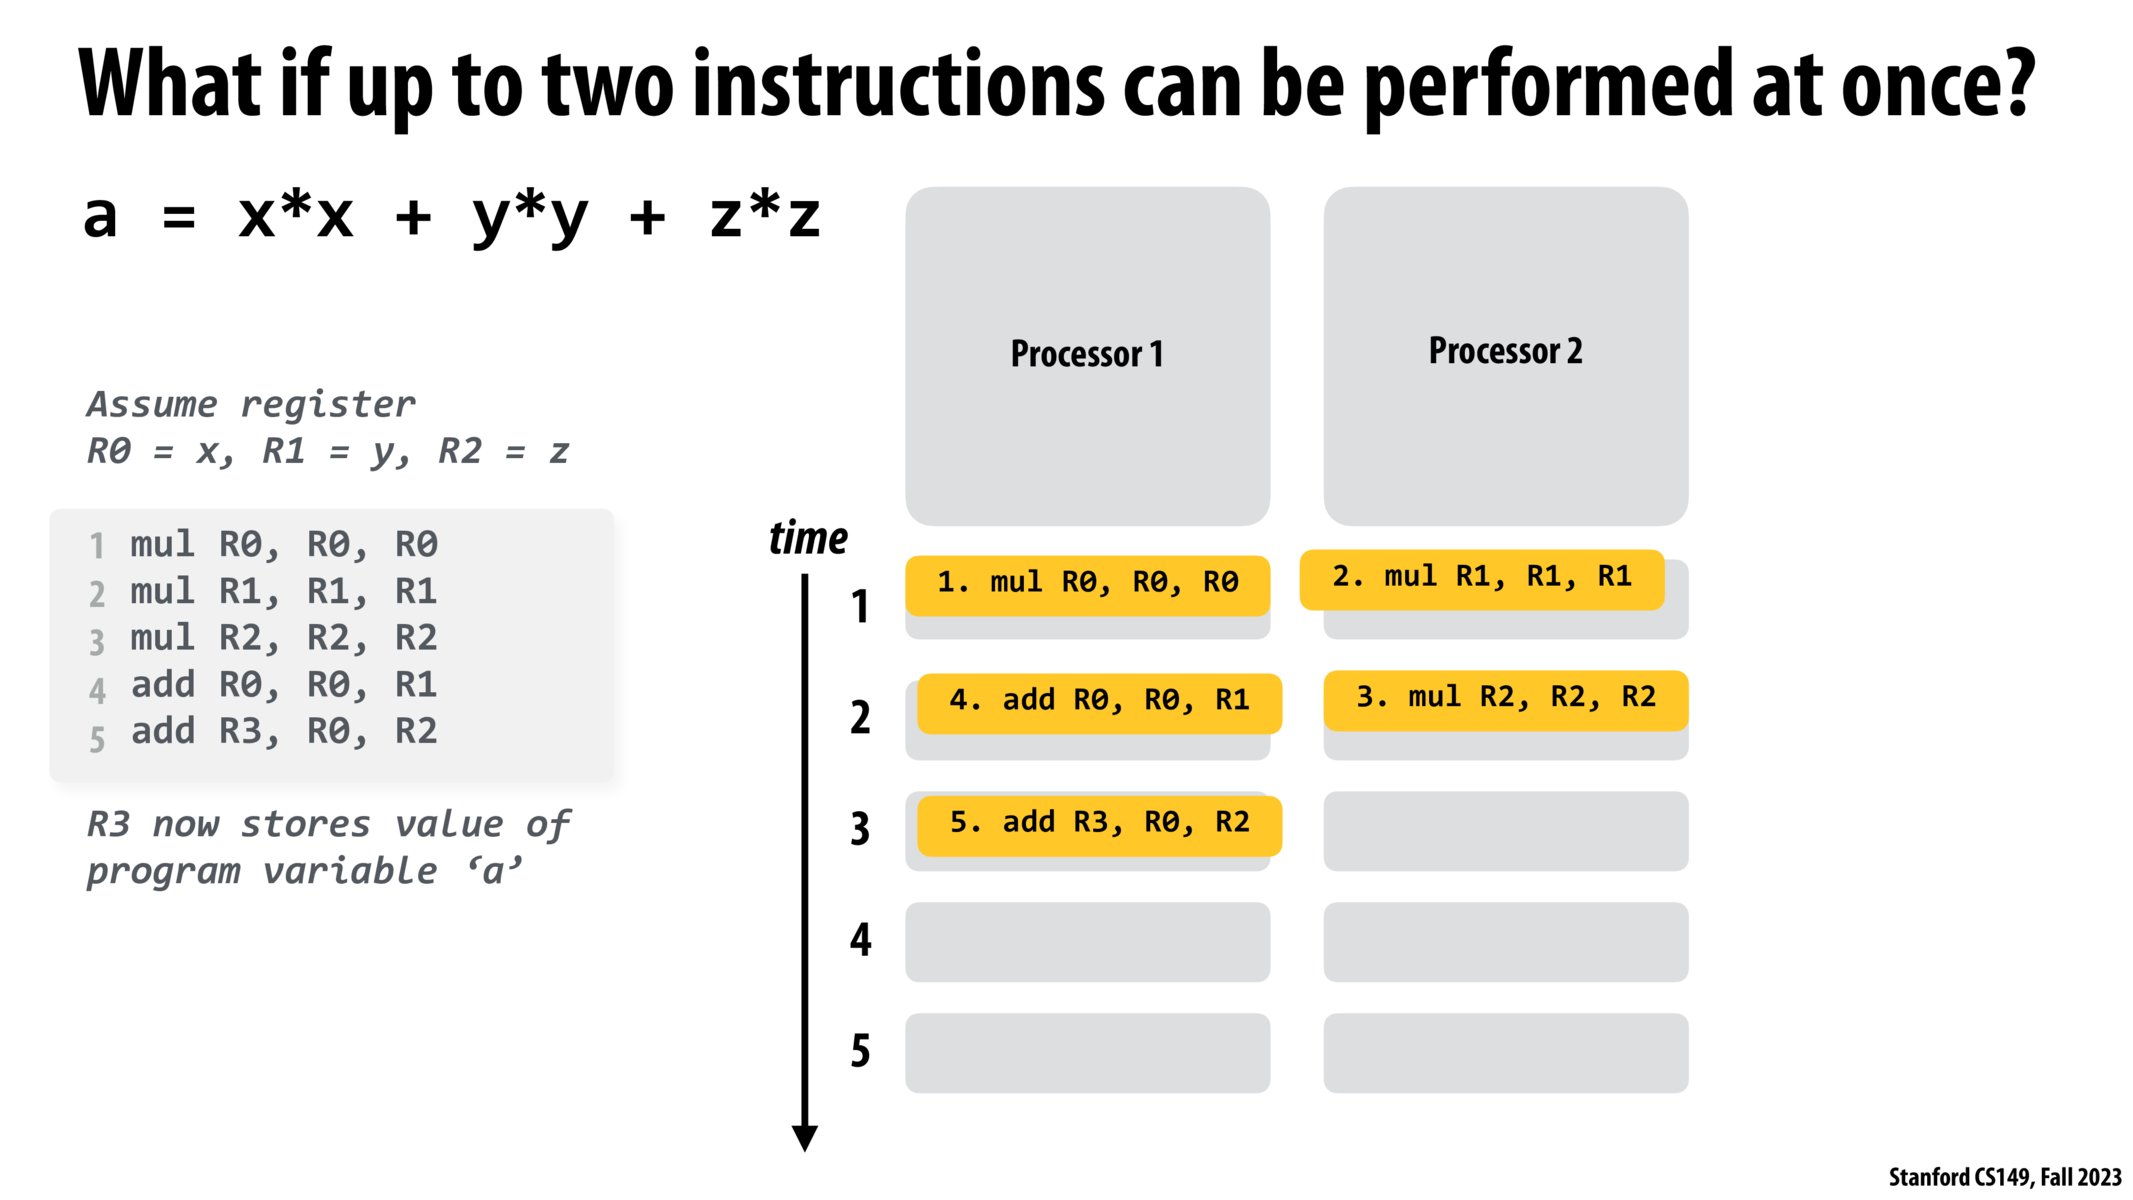 What if up to two instructions can be performed at once?
a = x*x + y*y + z*z
Assume register
R0 = x, R1 = y, R2 = z
1 mul R0, R0, R0
2 mul R1, R1, R1
3 mul R2, R2, R2
4 add R0, R0, R1
5 add R3, R0, R2
R3 now stores value of
program variable ‘a’
Processor 1
Processor 2
time
1
1. mul R0, R0, R0
2. mul R1, R1, R1
2
4. add R0, R0, R1
3. mul R2, R2, R2
3
5. add R3, R0, R2
4
5
Stanford CS149, Fall 2023